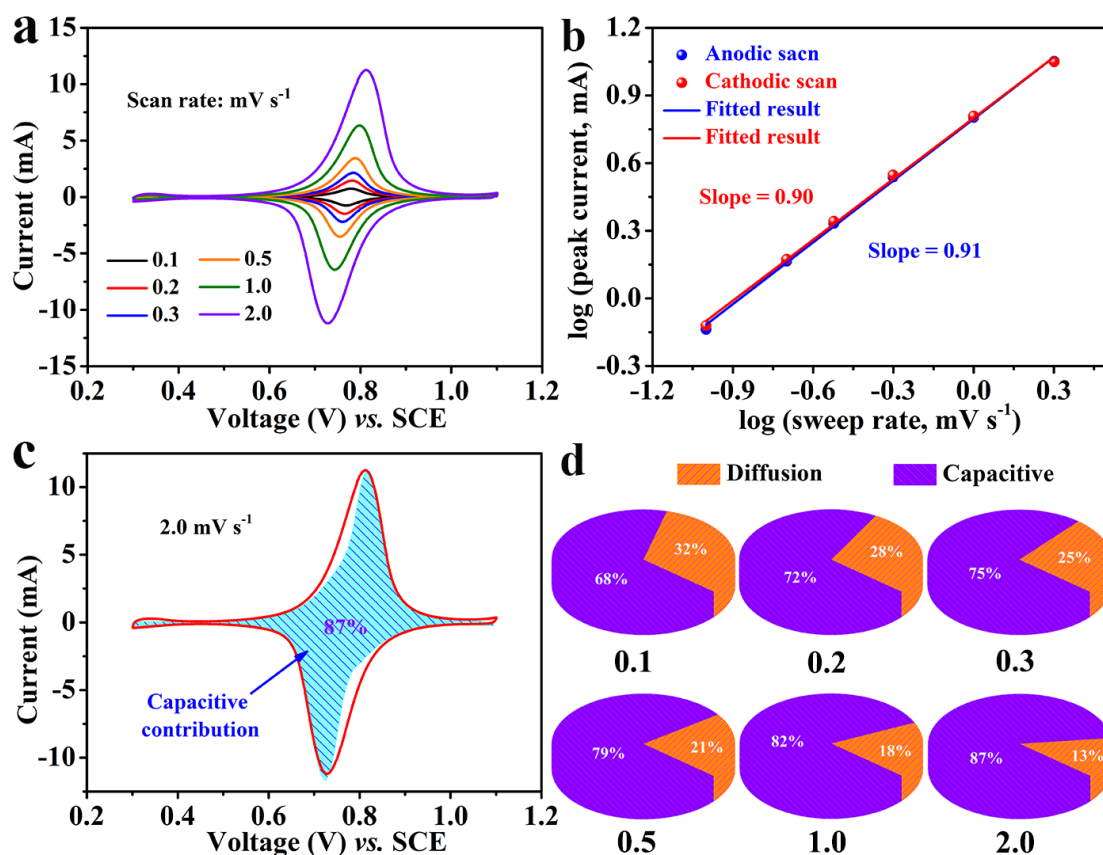 a
Current (mA)
15
10
5
0
-5
-10
-15
Scan rate: mV s⁻¹
0.1
0.5
0.2
1.0
0.3
2.0
0.2 0.4 0.6 0.8 1.0 1.2
Voltage (V) vs. SCE
b
log (peak current, mA)
1.2
0.9
0.6
0.3
0.0
-0.3
Anodic sacn
Cathodic scan
Fitted result
Fitted result
Slope = 0.90
Slope = 0.91
-1.2 -0.9 -0.6 -0.3 0.0 0.3
log (sweep rate, mV s⁻¹)
c
Current (mA)
10
5
0
-5
-10
2.0 mV s⁻¹
87%
Capacitive
contribution
0.2 0.4 0.6 0.8 1.0 1.2
Voltage (V) vs. SCE
d
Diffusion
Capacitive
32%
68%
0.1
28%
72%
0.2
25%
75%
0.3
79%
21%
0.5
82%
18%
1.0
87%
13%
2.0